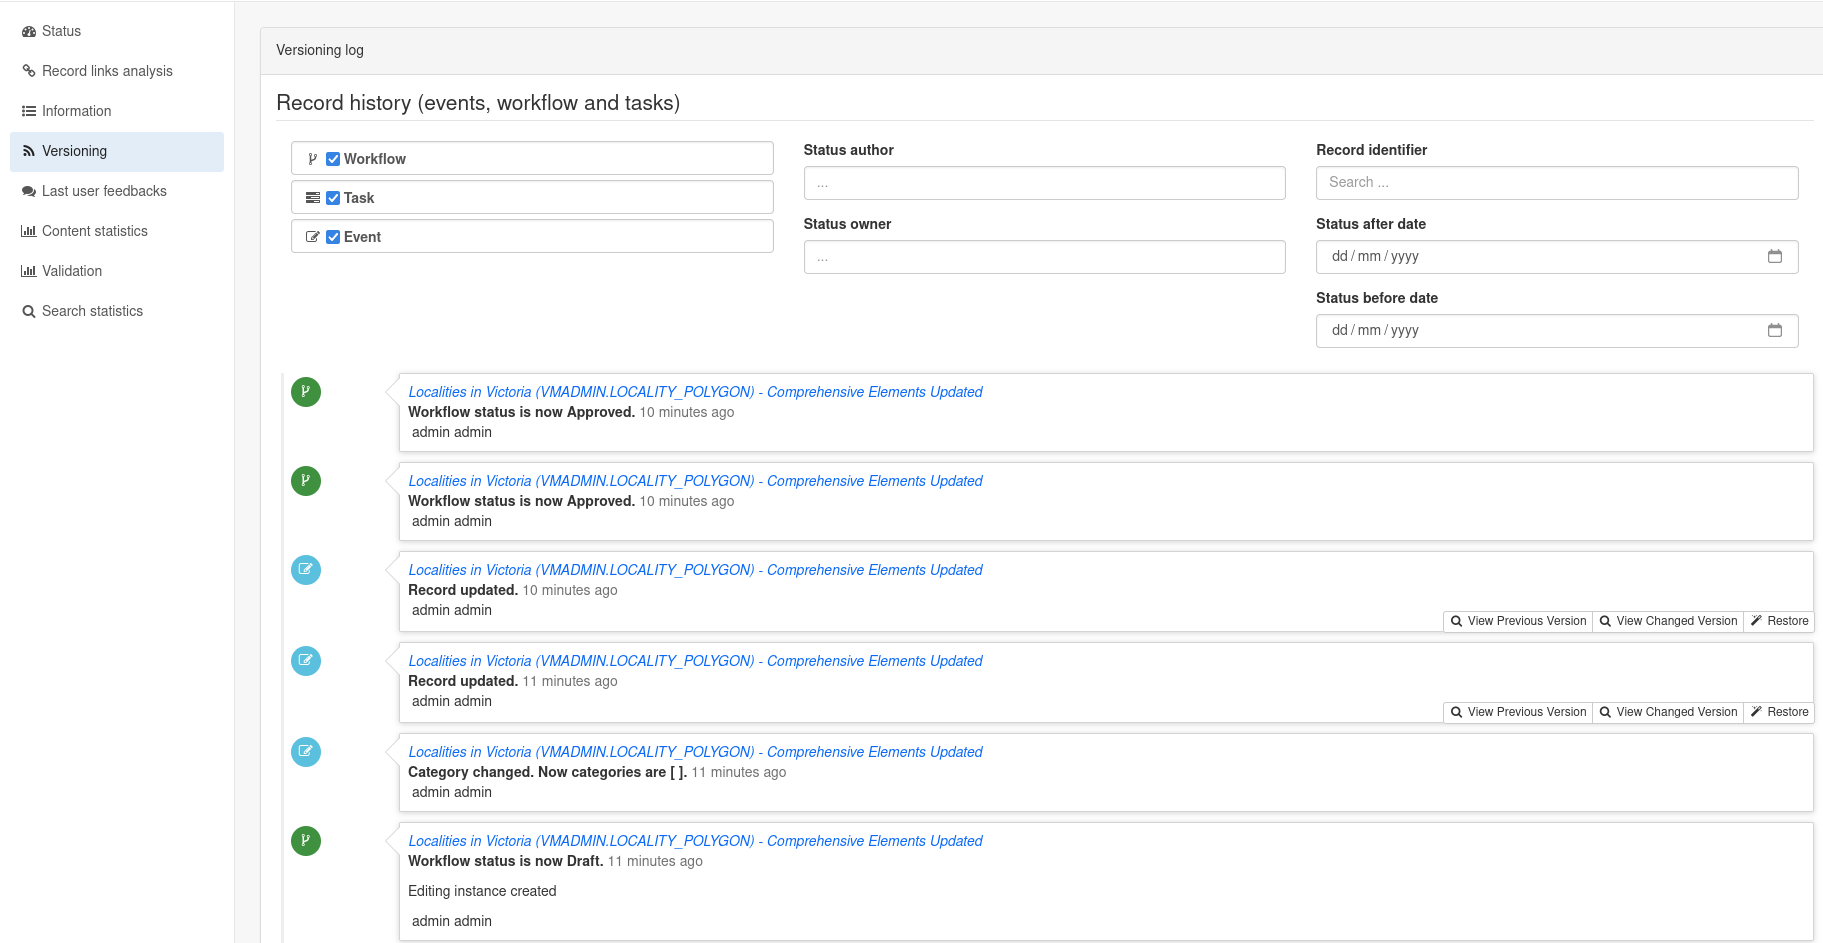 Status
Record links analysis
Information
Versioning
Last user feedbacks
Content statistics
Validation
Search statistics
Versioning log
Record history (events, workflow and tasks)
Workflow
Task
Event
Status author
...
Status owner
...
Record identifier
Search ...
Status after date
dd/mm/yyyy
Status before date
dd/mm/yyyy
Localities in Victoria (VMADMIN.LOCALITY_POLYGON) - Comprehensive Elements Updated
Workflow status is now Approved. 10 minutes ago
admin admin
Localities in Victoria (VMADMIN.LOCALITY_POLYGON) - Comprehensive Elements Updated
Workflow status is now Approved. 10 minutes ago
admin admin
Localities in Victoria (VMADMIN.LOCALITY_POLYGON) - Comprehensive Elements Updated
Record updated. 10 minutes ago
admin admin
View Previous Version View Changed Version Restore
Localities in Victoria (VMADMIN.LOCALITY_POLYGON) - Comprehensive Elements Updated
Record updated. 11 minutes ago
admin admin
View Previous Version View Changed Version Restore
Localities in Victoria (VMADMIN.LOCALITY_POLYGON) - Comprehensive Elements Updated
Category changed. Now categories are [ ]. 11 minutes ago
admin admin
Localities in Victoria (VMADMIN.LOCALITY_POLYGON) - Comprehensive Elements Updated
Workflow status is now Draft. 11 minutes ago
Editing instance created
admin admin